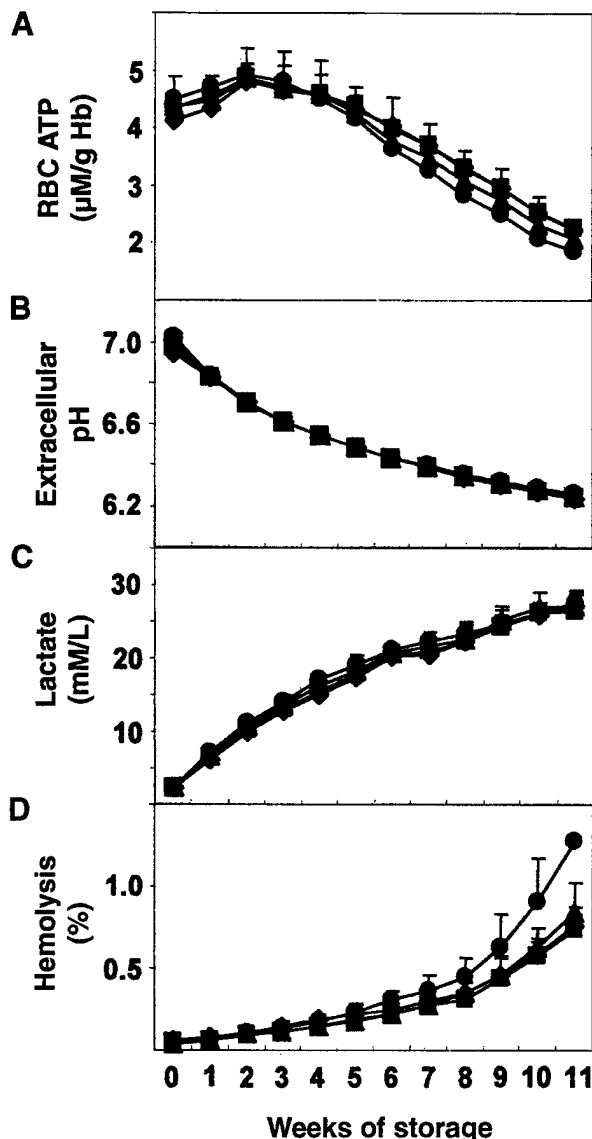 A
RBC ATP
(µM/g Hb)
5
4
3
2
B
Extracellular
pH
7.0
6.6
6.2
C
Lactate
(mM/L)
30
20
10
D
Hemolysis
(%)
1.0
0.5
0 1 2 3 4 5 6 7 8 9 10 11
Weeks of storage